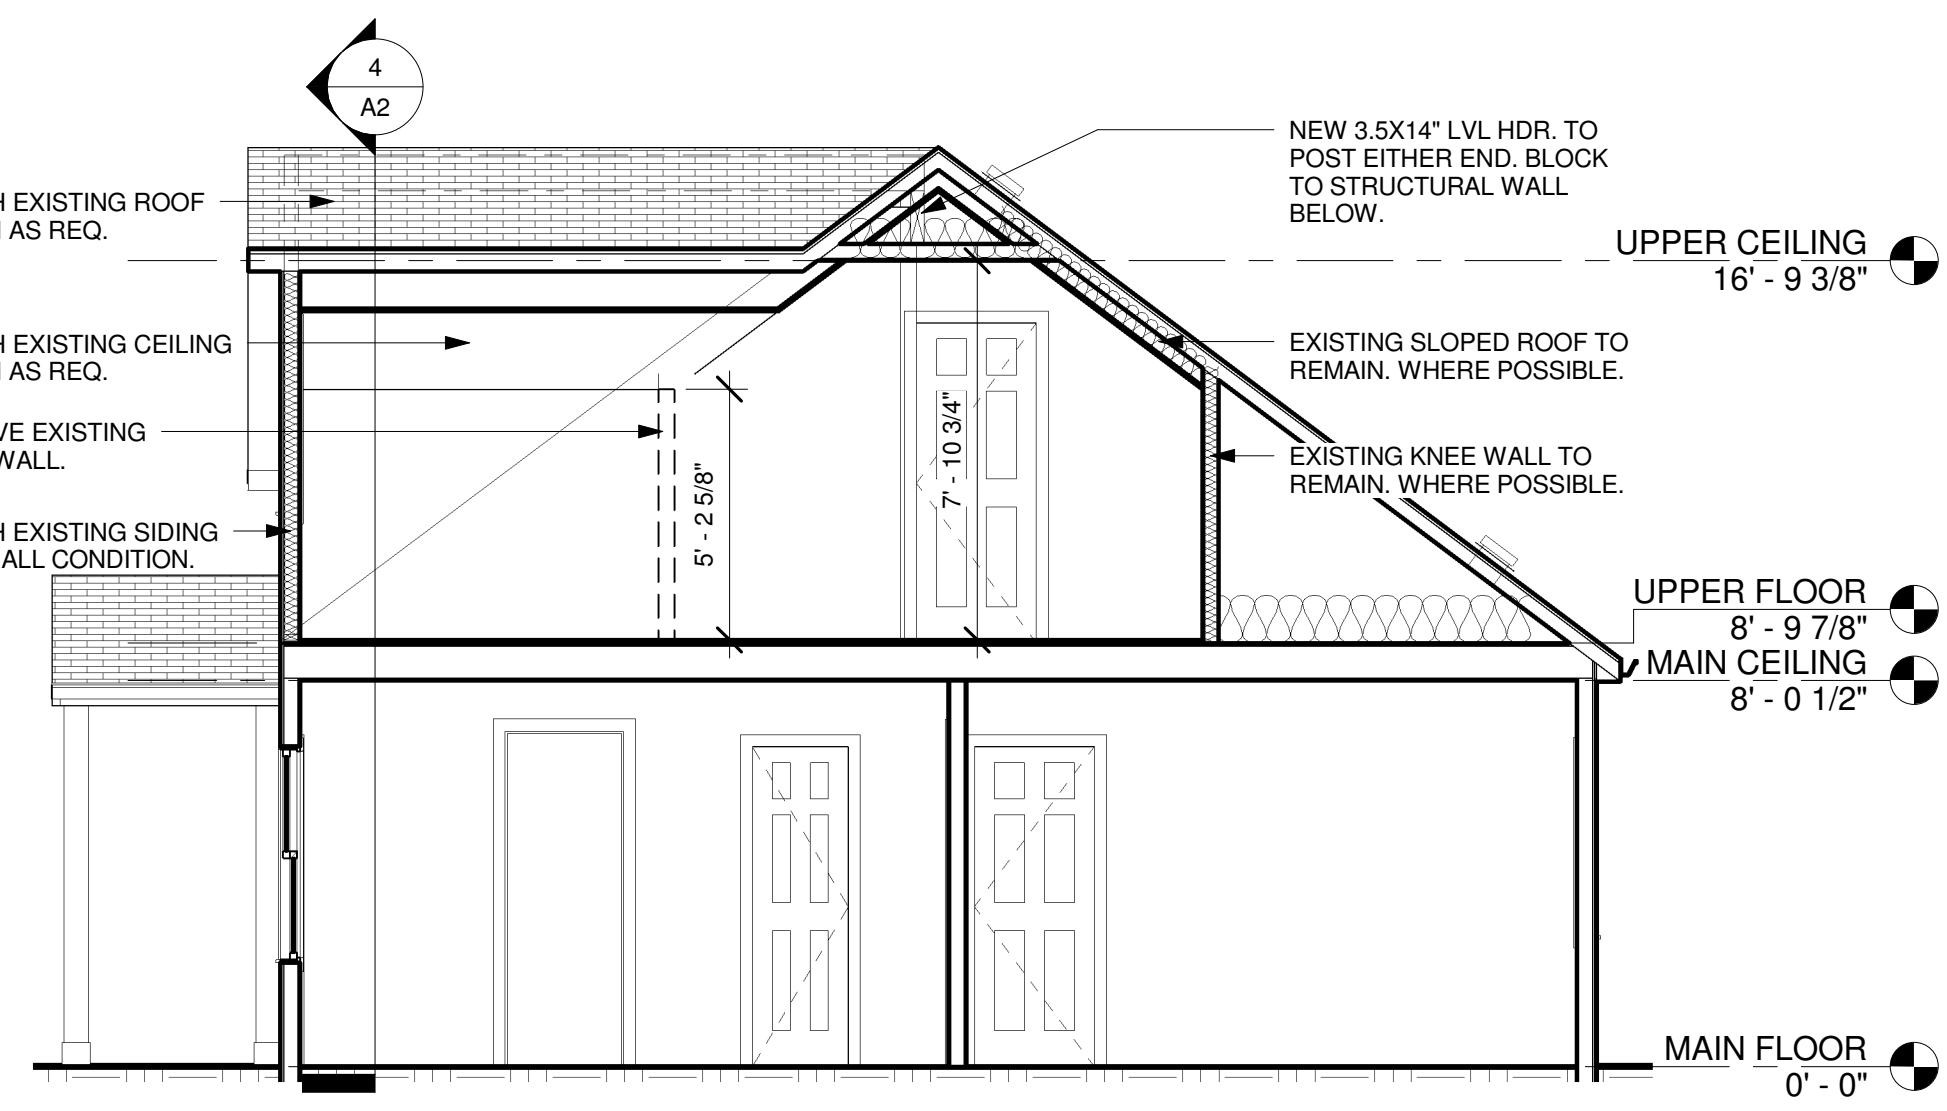 4
A2
EXISTING ROOF
AS REQ.
EXISTING CEILING
AS REQ.
EXISTING
WALL.
EXISTING SIDING
ALL CONDITION.
5' - 2 5/8"
7' - 10 3/4"
NEW 3.5X14" LVL HDR. TO
POST EITHER END. BLOCK
TO STRUCTURAL WALL
BELOW.
EXISTING SLOPED ROOF TO
REMAIN. WHERE POSSIBLE.
EXISTING KNEE WALL TO
REMAIN. WHERE POSSIBLE.
UPPER CEILING
16' - 9 3/8"
UPPER FLOOR
8' - 9 7/8"
MAIN CEILING
8' - 0 1/2"
MAIN FLOOR
0' - 0"